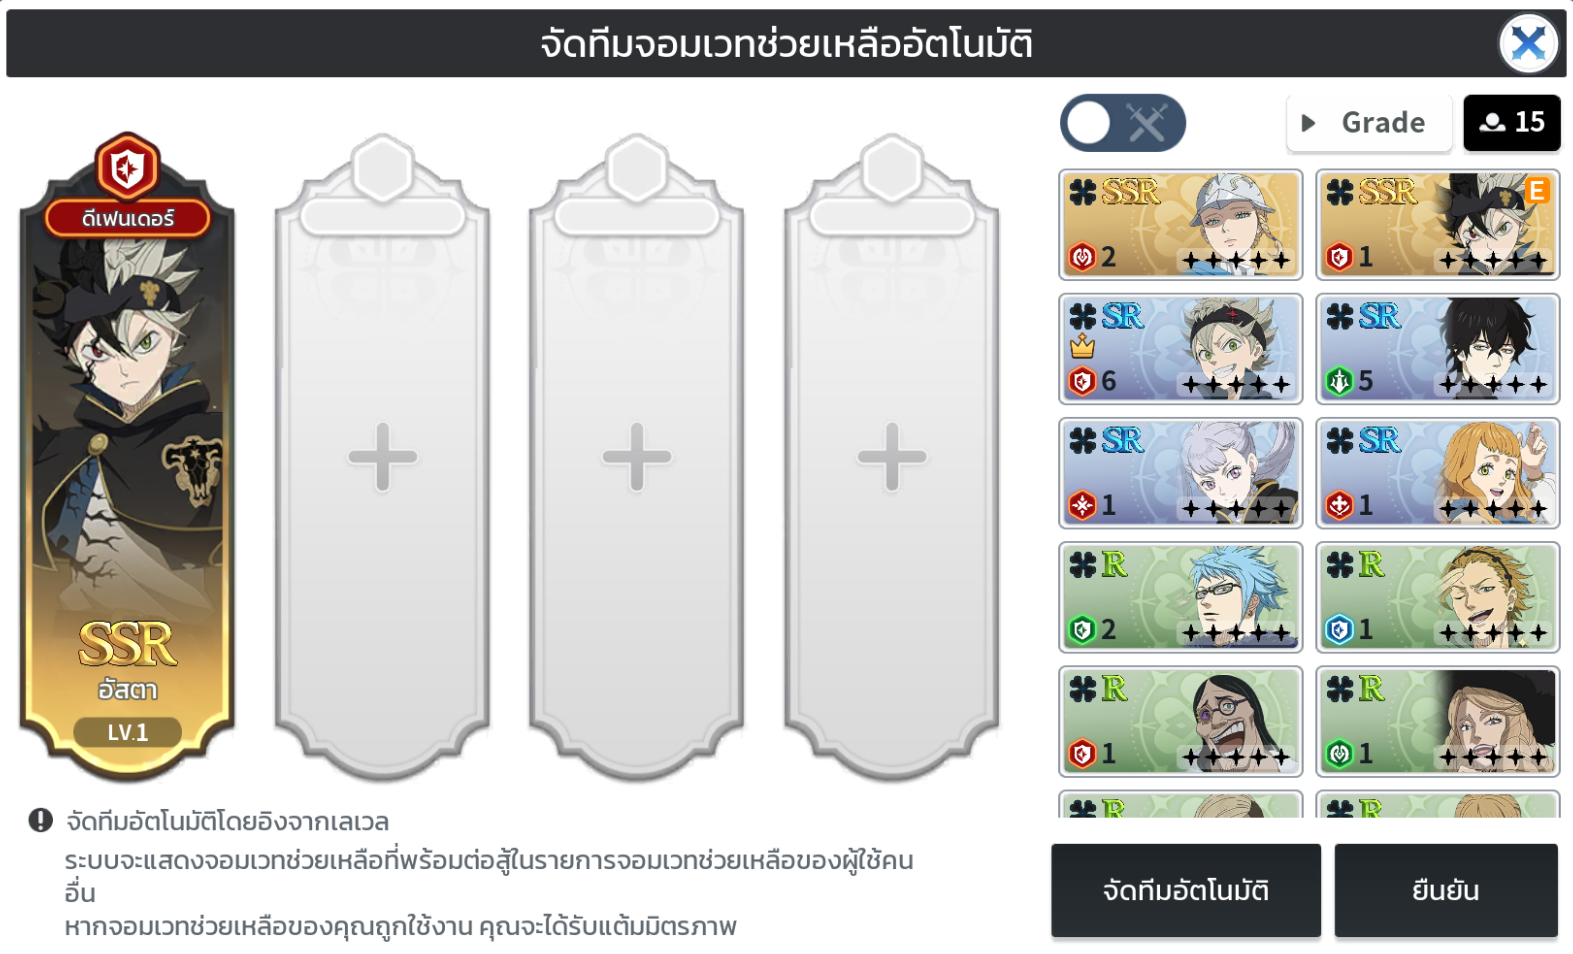 จัดทีมจอมเวทช่วยเหลืออัตโนมัติ
Grade
15
ดีเฟนเดอร์
SSR
อัสตา
LV.1
SSR
2
SSR
E
1
SR
6
SR
5
SR
1
SR
1
R
2
R
1
R
1
R
1
R
R
จัดทีมอัตโนมัติโดยอิงจากเลเวล
ระบบจะแสดงจอมเวทช่วยเหลือที่พร้อมต่อสู้ในรายการจอมเวทช่วยเหลือของผู้ใช้คน
อื่น
หากจอมเวทช่วยเหลือของคุณถูกใช้งาน คุณจะได้รับแต้มมิตรภาพ
จัดทีมอัตโนมัติ
ยืนยัน